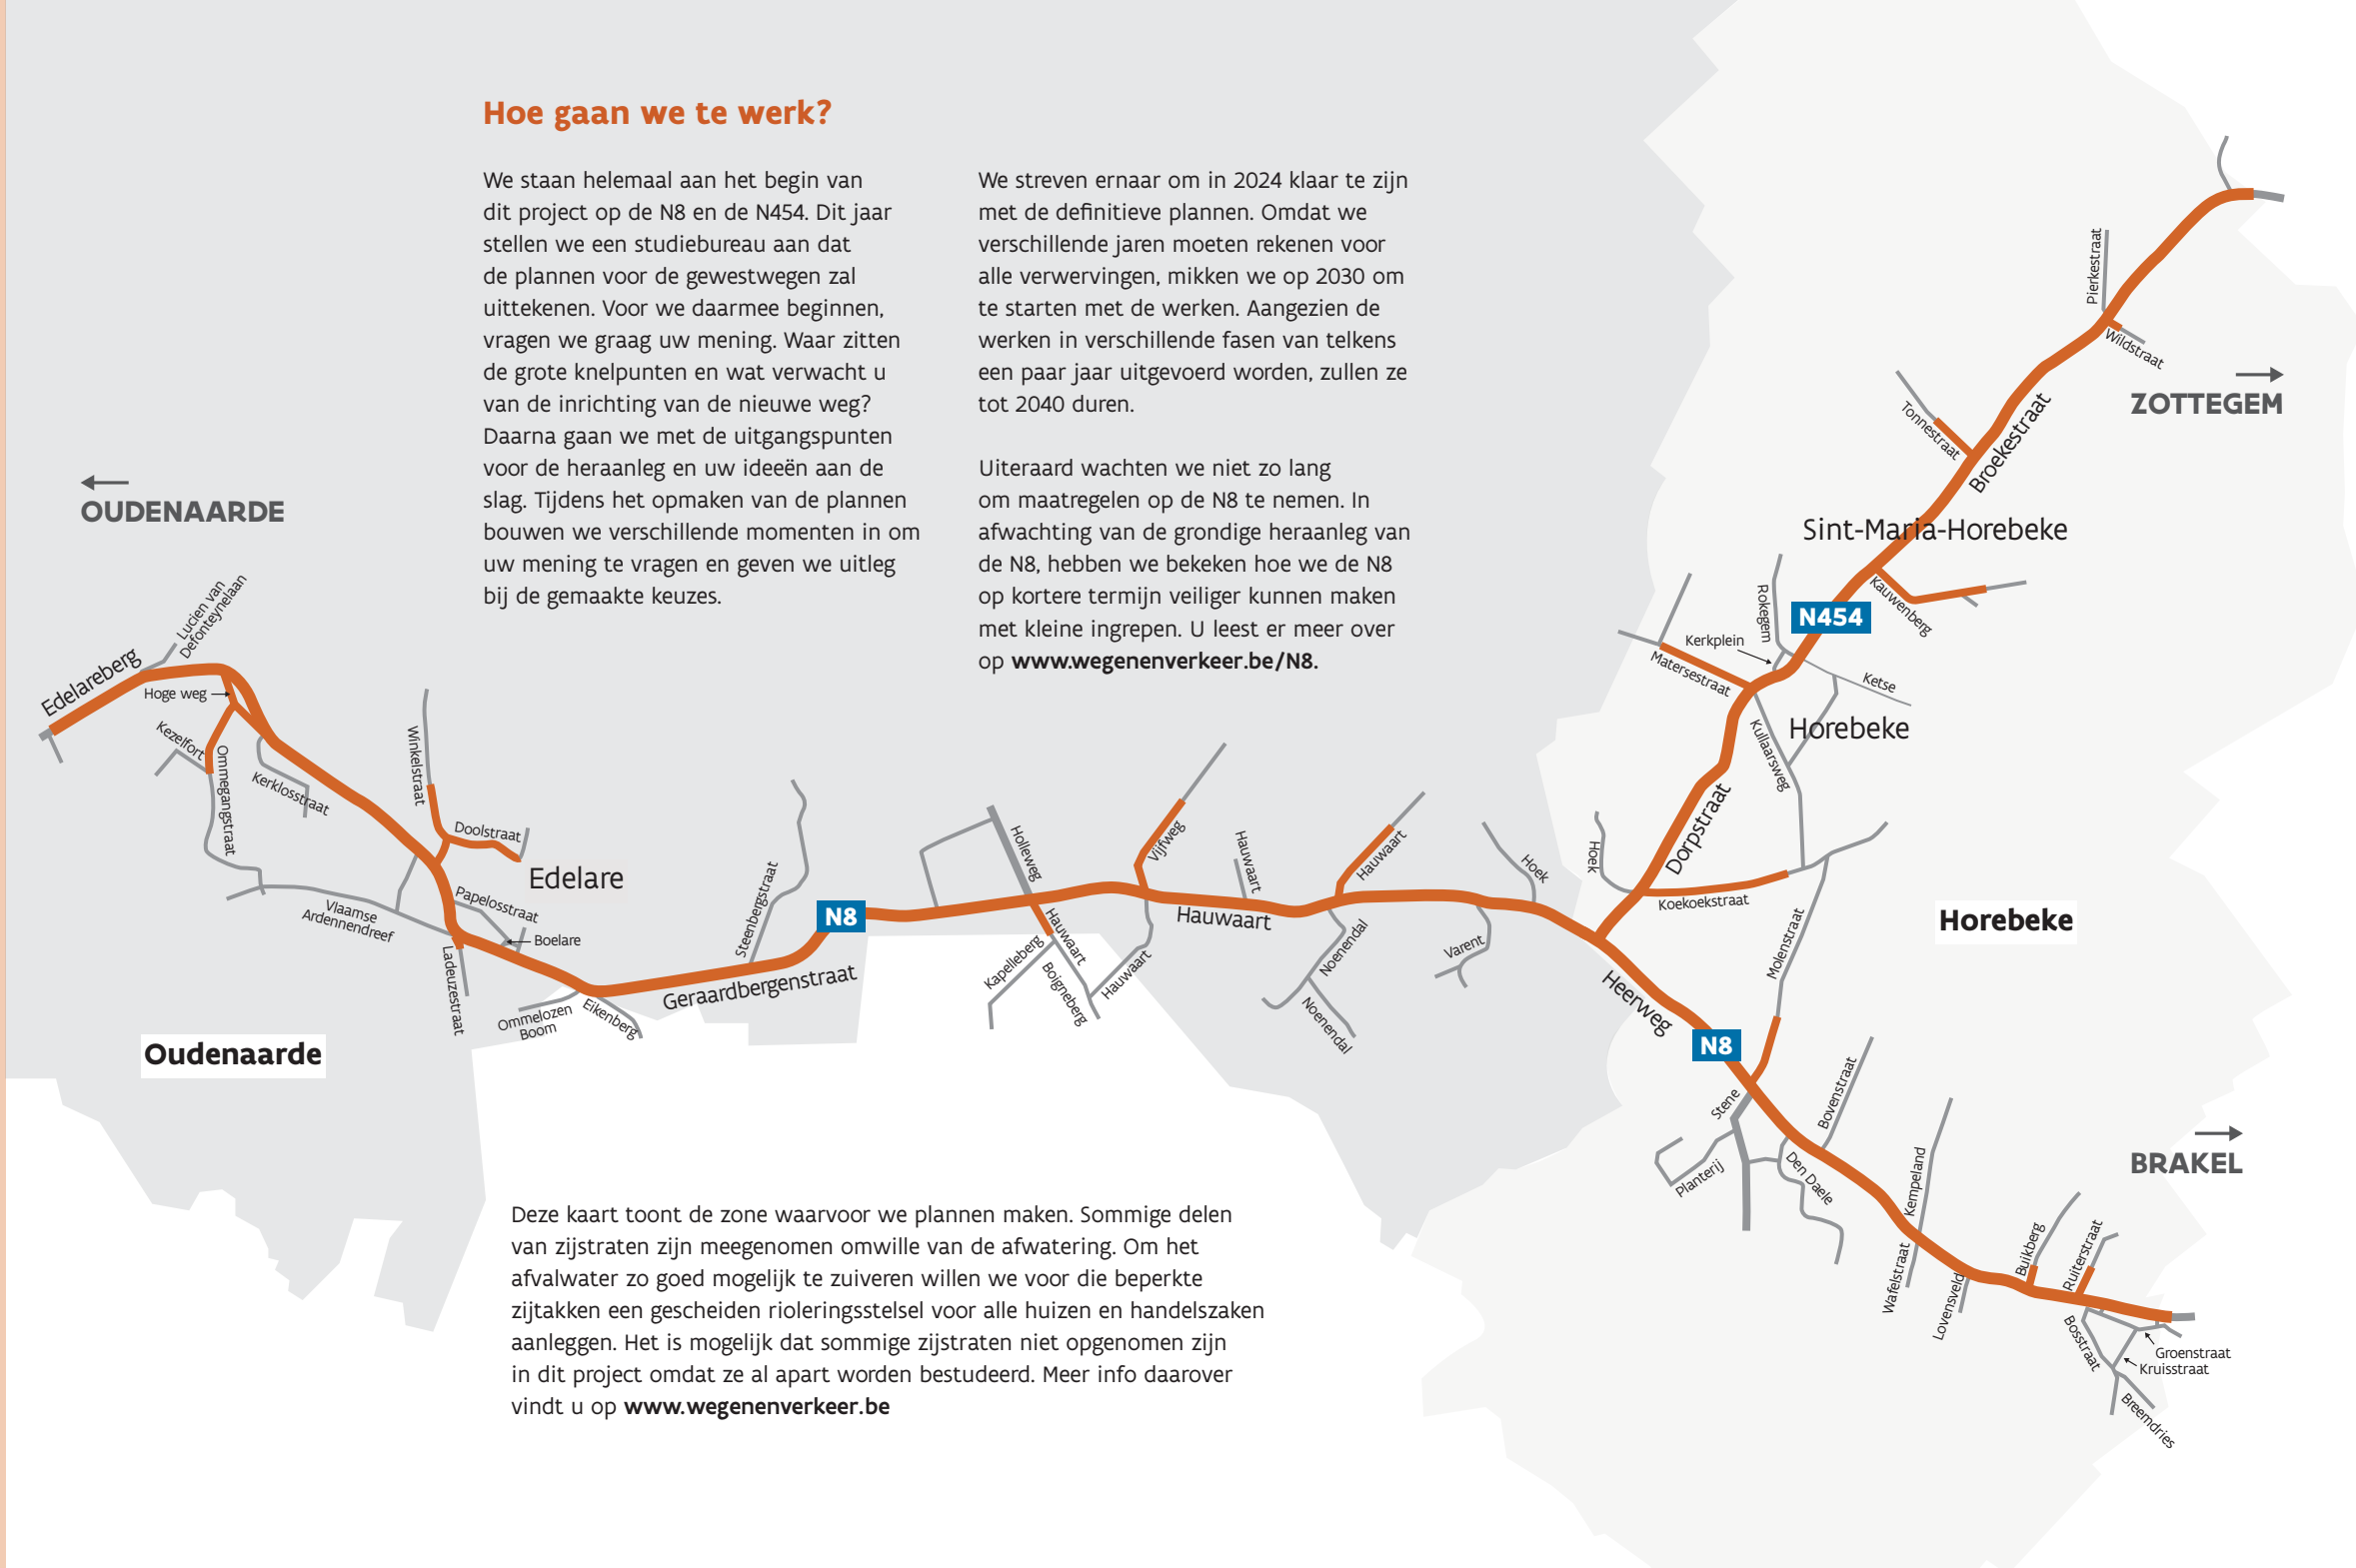 Hoe gaan we te werk?
We staan helemaal aan het begin van
dit project op de N8 en de N454. Dit jaar
stellen we een studiebureau aan dat
de plannen voor de gewestwegen zal
uittekenen. Voor we daarmee beginnen,
vragen we graag uw mening. Waar zitten
de grote knelpunten en wat verwacht u
van de inrichting van de nieuwe weg?
Daarna gaan we met de uitgangspunten
voor de heraanleg en uw ideeën aan de
slag. Tijdens het opmaken van de plannen
bouwen we verschillende momenten in om
uw mening te vragen en geven we uitleg
bij de gemaakte keuzes.
We streven ernaar om in 2024 klaar te zijn
met de definitieve plannen. Omdat we
verschillende jaren moeten rekenen voor
alle verwervingen, mikken we op 2030 om
te starten met de werken. Aangezien de
werken in verschillende fasen van telkens
een paar jaar uitgevoerd worden, zullen ze
tot 2040 duren.
Uiteraard wachten we niet zo lang
om maatregelen op de N8 te nemen. In
afwachting van de grondige heraanleg van
de N8, hebben we bekeken hoe we de N8
op kortere termijn veiliger kunnen maken
met kleine ingrepen. U leest er meer over
op www.wegenenverkeer.be/N8.
OUDENAARDE
Lucien van
Defonteynelaan
Edelareberg
Hoge weg
Kezelfort
Ommegangstraat
Kerklosstraat
Winkelstraat
Doolstraat
Edelare
Papelosstraat
Vlaamse
Ardennendreef
Boelare
Ladeuzestraat
Ommelozen
Boom
Eikenberg
Oudenaarde
Geraardbergenstraat
Steenbergstraat
N8
Holleweg
Hauwaart
Kapelleberg
Boigneberg
Hauwaart
Vijfweg
Hauwaart
Hauwaart
Hauwaart
Noenendal
Noenendal
Varent
Hoek
Hoek
Pierkestraat
Wildstraat
ZOTTEGEM
Tonnestraat
Broekestraat
Sint-Maria-Horebeke
Kauwenberg
N454
Rokegem
Kerkplein
Matersestraat
Ketse
Horebeke
Kullaarsweg
Dorpstraat
Koekoekstraat
Horebeke
Molenstraat
Heerweg
N8
Stene
Planterij
Den Daele
Bovenstraat
Kempeland
Wafelstraat
Lovensveld
BRAKEL
Buikberg
Ruiterstraat
Bosstraat
Groenstraat
Kruisstraat
Breemdries
Deze kaart toont de zone waarvoor we plannen maken. Sommige delen
van zijstraten zijn meegenomen omwille van de afwatering. Om het
afvalwater zo goed mogelijk te zuiveren willen we voor die beperkte
zijtakken een gescheiden rioleringsstelsel voor alle huizen en handelszaken
aanleggen. Het is mogelijk dat sommige zijstraten niet opgenomen zijn
in dit project omdat ze al apart worden bestudeerd. Meer info daarover
vindt u op www.wegenenverkeer.be